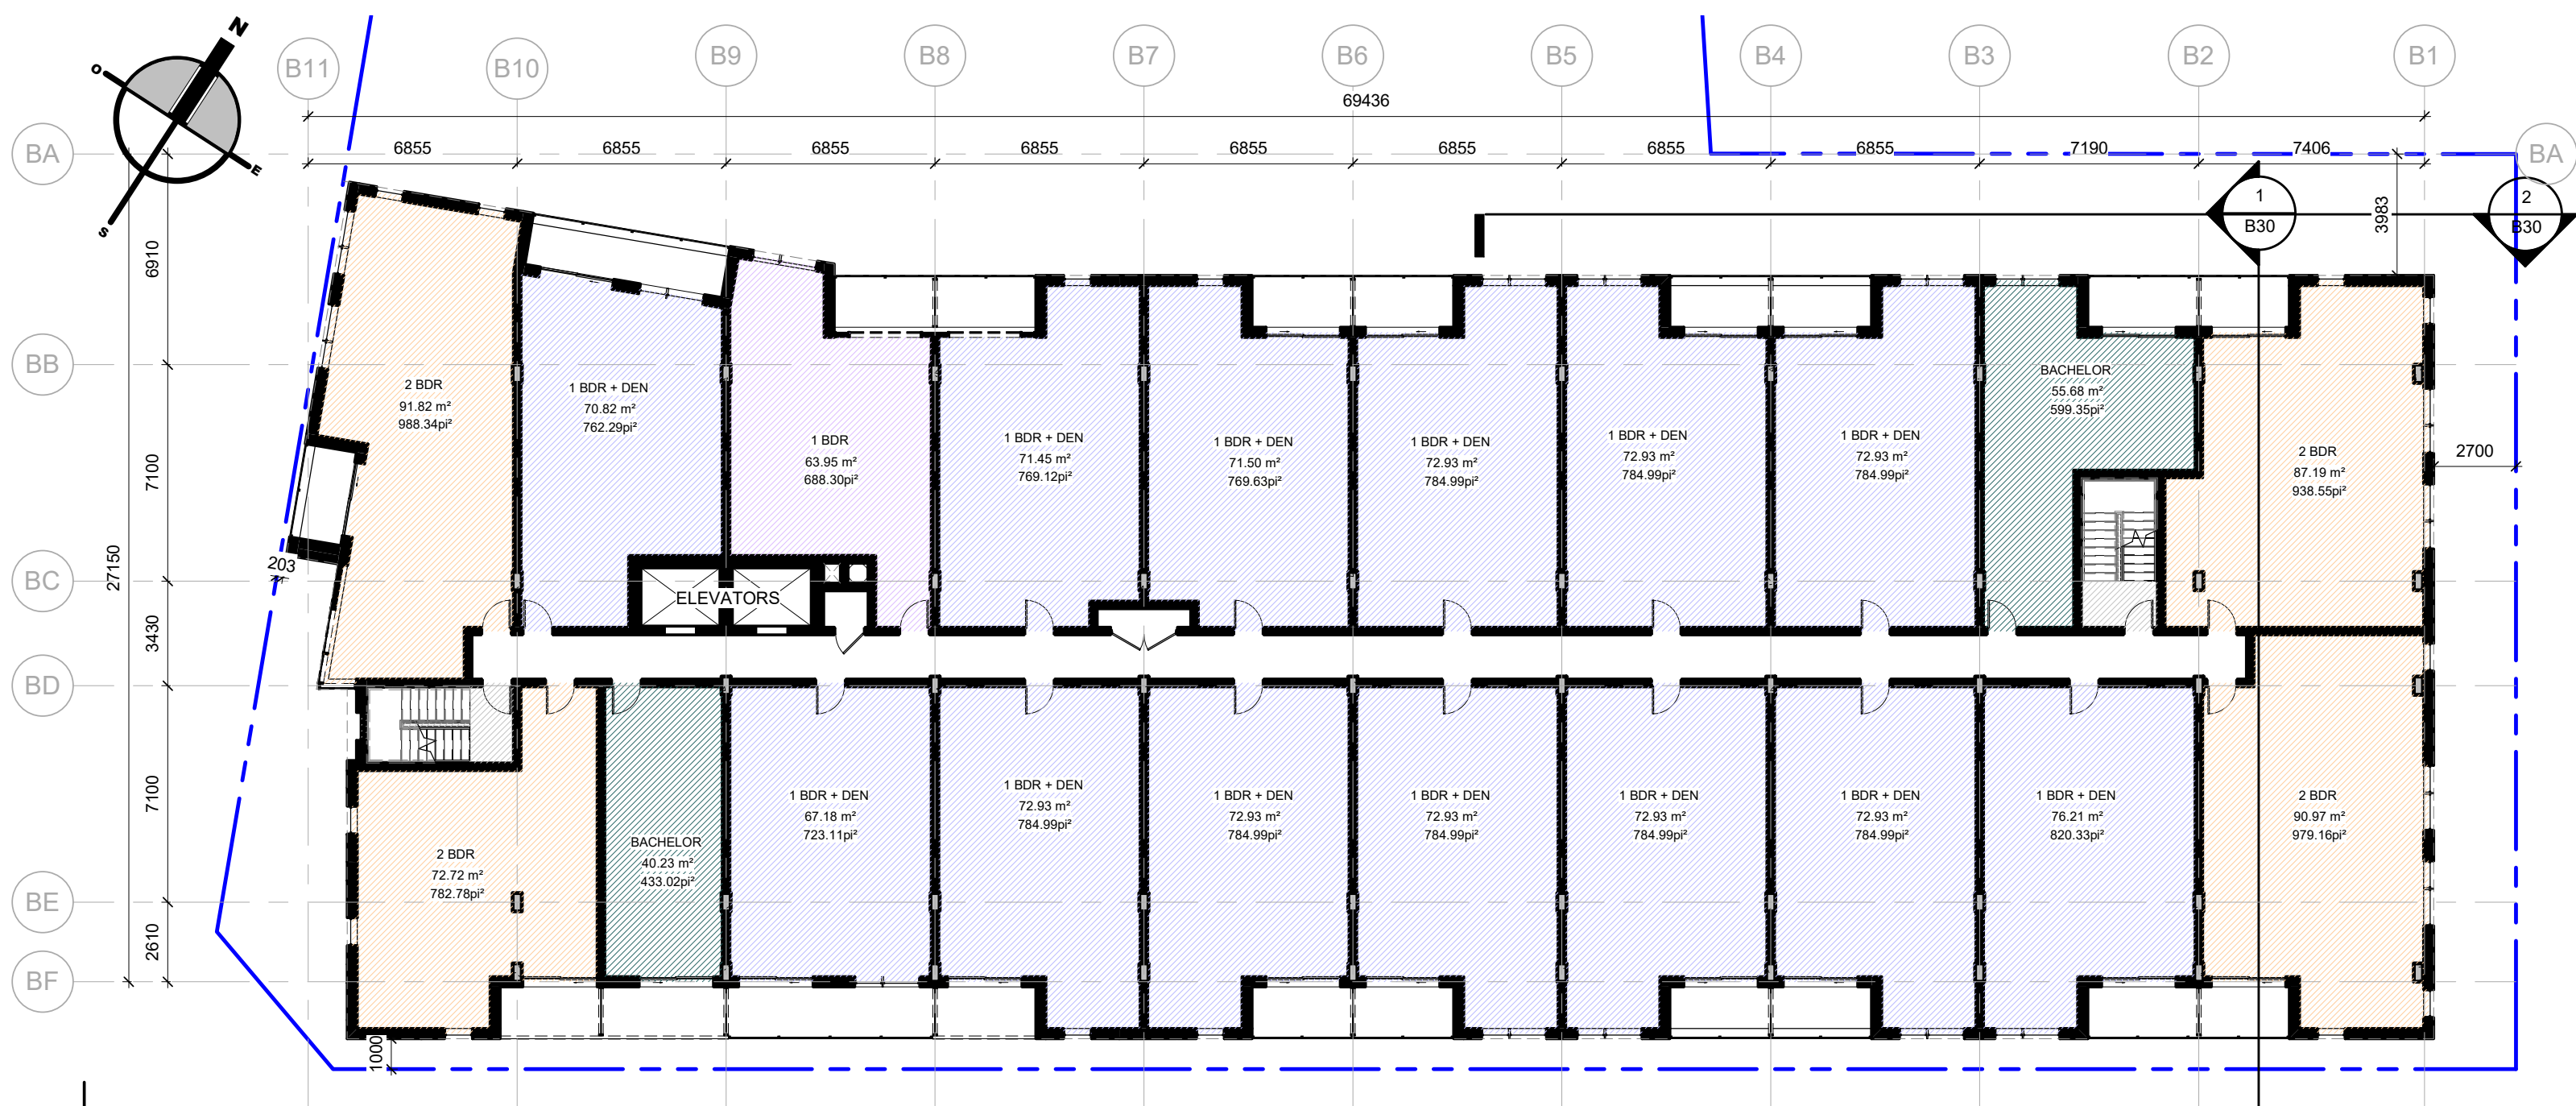 N
O
E
S
B11
B10
B9
B8
B7
B6
B5
B4
B3
B2
B1
69436
BA
6855
6855
6855
6855
6855
6855
6855
6855
7190
7406
BA
3983
1
B30
2
B30
6910
BB
7100
27150
BC
203
3430
BD
7100
BE
2610
BF
1000
2700
2 BDR
91.82 m²
988.34pi²
1 BDR + DEN
70.82 m²
762.29pi²
1 BDR
63.95 m²
688.30pi²
1 BDR + DEN
71.45 m²
769.12pi²
1 BDR + DEN
71.50 m²
769.63pi²
1 BDR + DEN
72.93 m²
784.99pi²
1 BDR + DEN
72.93 m²
784.99pi²
1 BDR + DEN
72.93 m²
784.99pi²
BACHELOR
55.68 m²
599.35pi²
2 BDR
87.19 m²
938.55pi²
ELEVATORS
2 BDR
72.72 m²
782.78pi²
BACHELOR
40.23 m²
433.02pi²
1 BDR + DEN
67.18 m²
723.11pi²
1 BDR + DEN
72.93 m²
784.99pi²
1 BDR + DEN
72.93 m²
784.99pi²
1 BDR + DEN
72.93 m²
784.99pi²
1 BDR + DEN
72.93 m²
784.99pi²
1 BDR + DEN
72.93 m²
784.99pi²
1 BDR + DEN
76.21 m²
820.33pi²
2 BDR
90.97 m²
979.16pi²